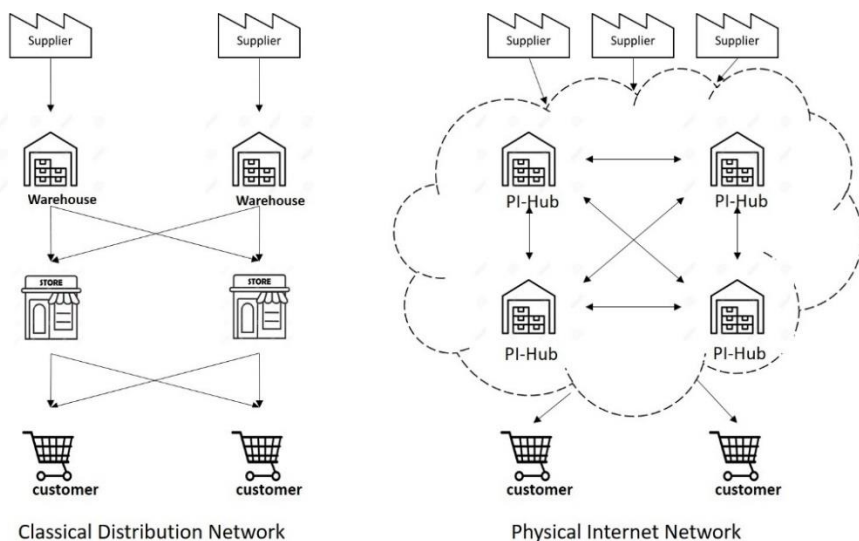 Supplier
Supplier
Warehouse
Warehouse
STORE
STORE
customer
customer
Classical Distribution Network
Supplier
Supplier
Supplier
PI-Hub
PI-Hub
PI-Hub
PI-Hub
customer
customer
Physical Internet Network